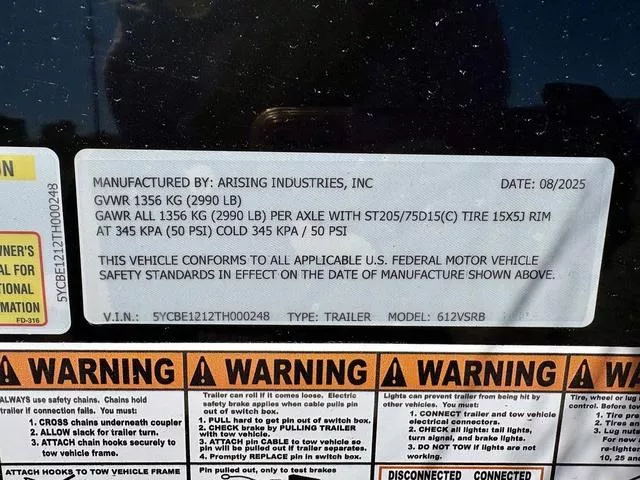 N
WNER'S
AL FOR
TIONAL
MATION
FD-316
5YCBE1212TH000248
MANUFACTURED BY: ARISING INDUSTRIES, INC DATE: 08/2025
GVWR 1356 KG (2990 LB)
GAWR ALL 1356 KG (2990 LB) PER AXLE WITH ST205/75D15(C) TIRE 15X5J RIM
AT 345 KPA (50 PSI) COLD 345 KPA / 50 PSI
THIS VEHICLE CONFORMS TO ALL APPLICABLE U.S. FEDERAL MOTOR VEHICLE
SAFETY STANDARDS IN EFFECT ON THE DATE OF MANUFACTURE SHOWN ABOVE.
V.I.N.: 5YCBE1212TH000248 TYPE: TRAILER MODEL: 612VSRB
WARNING
ALWAYS use safety chains. Chains hold
trailer if connection fails. You must:
1. CROSS chains underneath coupler
2. ALLOW slack for trailer turn.
3. ATTACH chain hooks securely to
tow vehicle frame.
ATTACH HOOKS TO TOW VEHICLE FRAME
WARNING
Trailer can roll if it comes loose. Electric
safety brake applies when cable pulls pin
out of switch box.
1. PULL hard to get pin out of switch box.
2. CHECK brake by PULLING TRAILER
with tow vehicle.
3. ATTACH pin CABLE to tow vehicle so
pin will be pulled out if trailer separates.
4. Promptly REPLACE pin in switch box.
Pin pulled out, only to test brakes
WARNING
Lights can prevent trailer from being hit by
other vehicles. You must:
1. CONNECT trailer and tow vehicle
electrical connectors.
2. CHECK all lights: tail lights,
turn signal, and brake lights.
3. DO NOT TOW if lights are not
working.
DISCONNECTED CONNECTED
WA
Tire, wheel or lug
control. Before tow
1. Tire pre
2. Tires an
3. Lug nuts
For new
re-tighten
10, 25 an